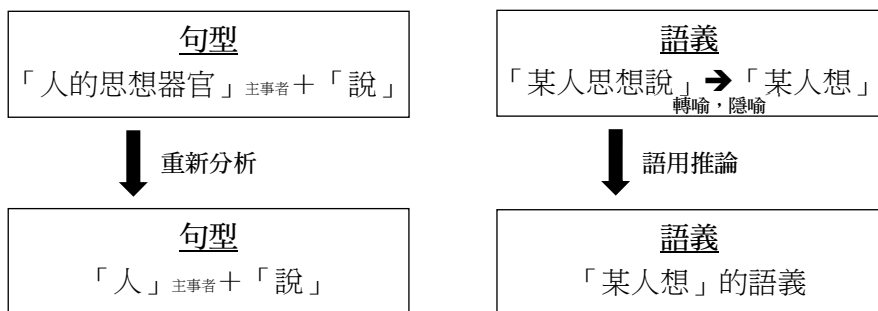 句型
「人的思想器官」主事者＋「說」
語義
「某人思想說」➔「某人想」
轉喻，隱喻
重新分析
語用推論
句型
「人」主事者＋「說」
語義
「某人想」的語義